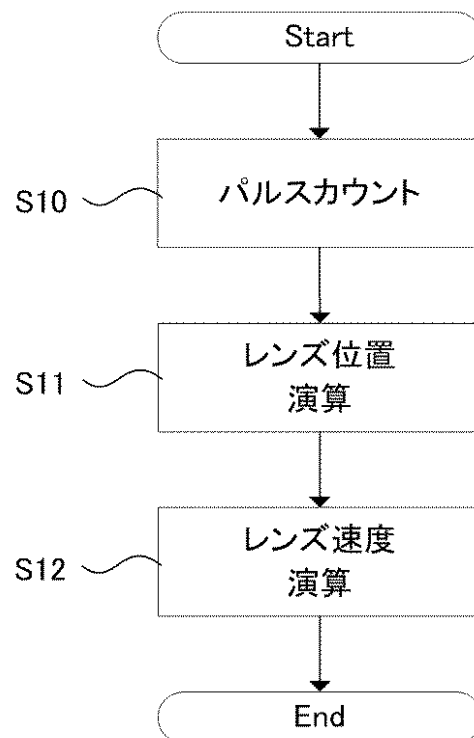 Start
S10
パルスカウント
S11
レンズ位置
演算
S12
レンズ速度
演算
End